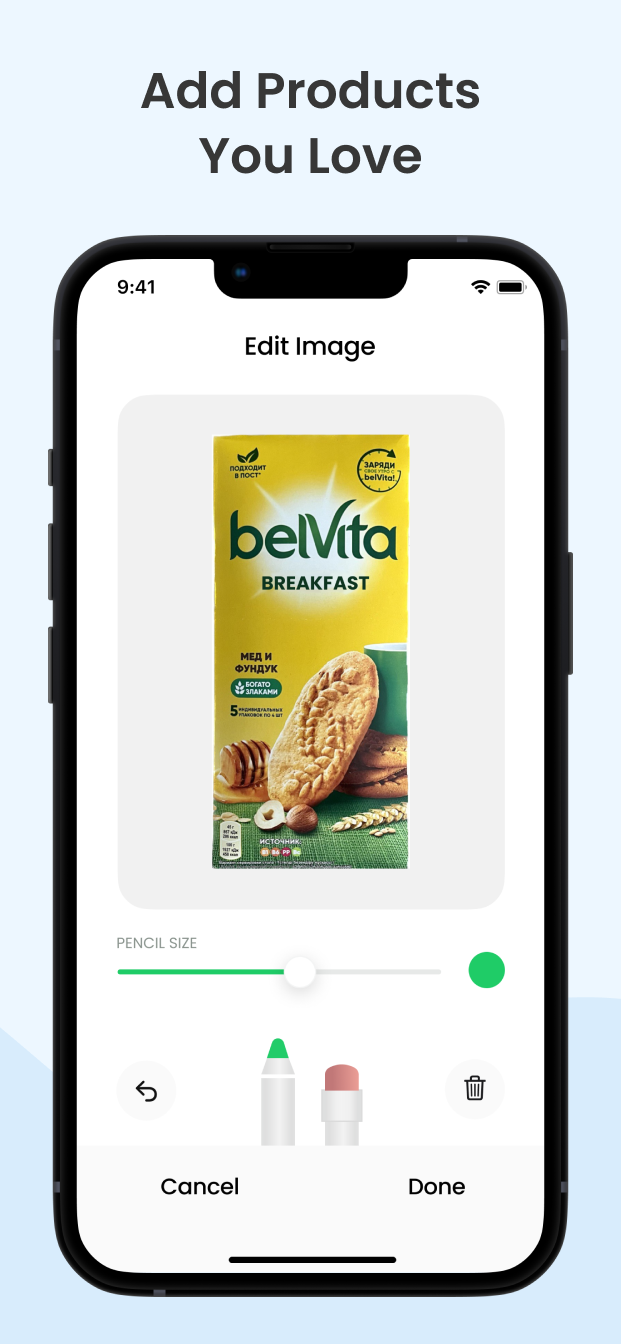 Add Products
You Love
9:41
Edit Image
ПОДХОДИТ
В ПОСТ*
ЗАРЯДИ
СВОЕ УТРО С
belVita!
belVita
BREAKFAST
МЕД И
ФУНДУК
БОГАТО
ЗЛАКАМИ
5 ИНДИВИДУАЛЬНЫХ
УПАКОВОК ПО 4 ШТ
ИСТОЧНИК
PP
PENCIL SIZE
Cancel
Done